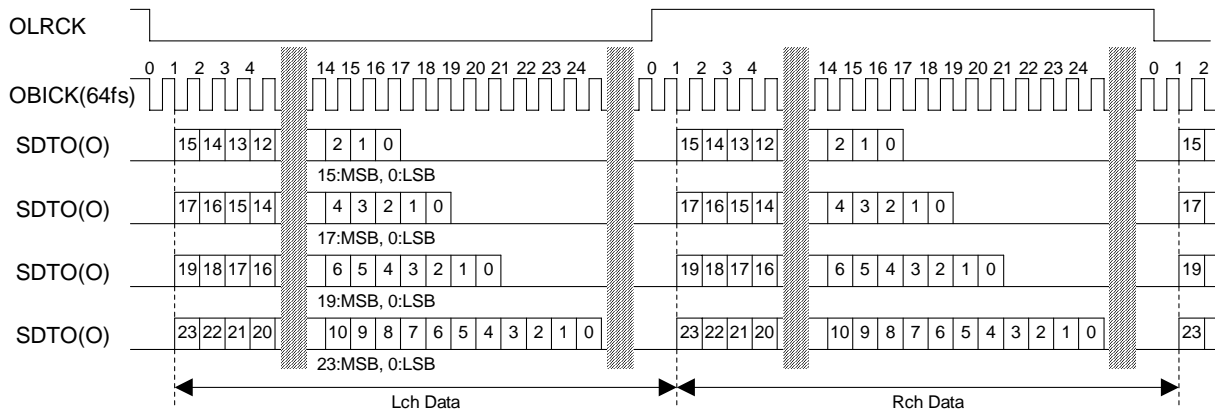 OLRCK
0 1 2 3 4 14 15 16 17 18 19 20 21 22 23 24 0 1 2 3 4 14 15 16 17 18 19 20 21 22 23 24 0 1 2
OBICK(64fs)
SDTO(O) 15 14 13 12 2 1 0 15 14 13 12 2 1 0 15
15:MSB, 0:LSB
SDTO(O) 17 16 15 14 4 3 2 1 0 17 16 15 14 4 3 2 1 0 17
17:MSB, 0:LSB
SDTO(O) 19 18 17 16 6 5 4 3 2 1 0 19 18 17 16 6 5 4 3 2 1 0 19
19:MSB, 0:LSB
SDTO(O) 23 22 21 20 10 9 8 7 6 5 4 3 2 1 0 23 22 21 20 10 9 8 7 6 5 4 3 2 1 0 23
23:MSB, 0:LSB
Lch Data Rch Data